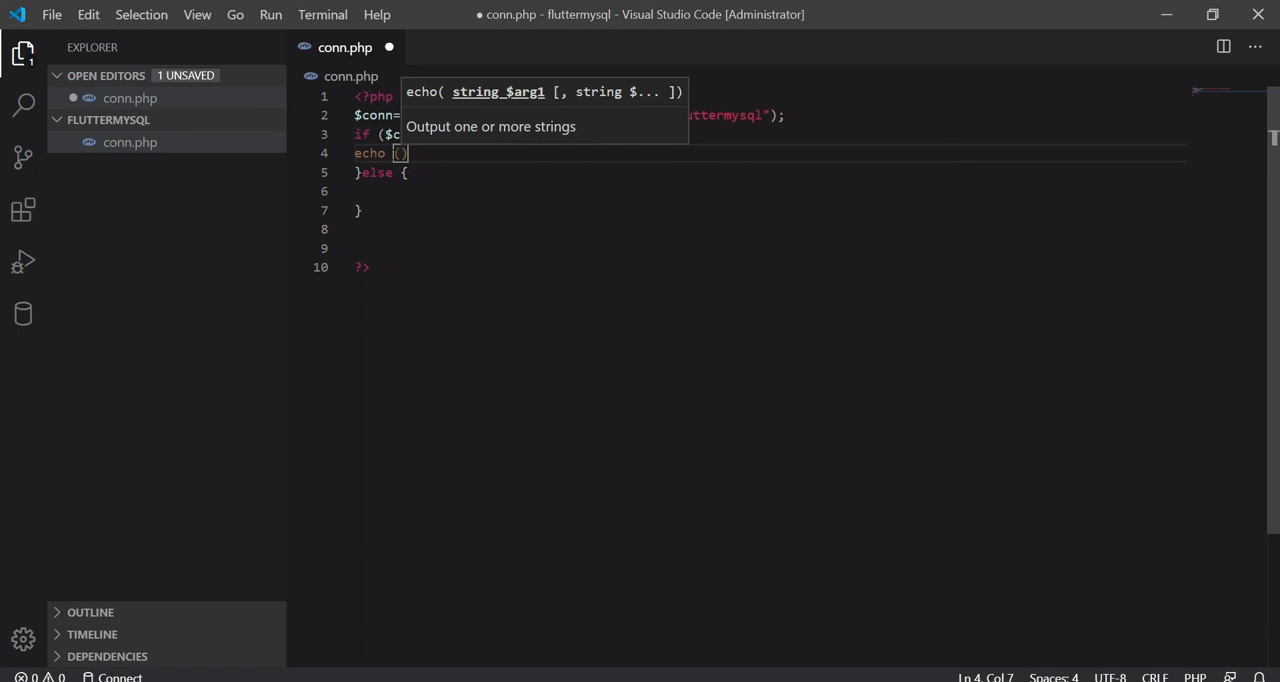 File Edit Selection View Go Run Terminal Help ● conn.php - fluttermysql - Visual Studio Code [Administrator]
EXPLORER
conn.php ●
OPEN EDITORS 1 UNSAVED
conn.php
conn.php
FLUTTERMYSQL
conn.php
1
1 <?php
2 $conn= uttermysql");
3 if ($c
4 echo ()
5 }else {
6
7 }
8
9
10 ?>
echo( string $arg1 [, string $... ])
Output one or more strings
OUTLINE
TIMELINE
DEPENDENCIES
0 0 Connect Ln 4, Col 7 Spaces: 4 UTF-8 CRLF PHP